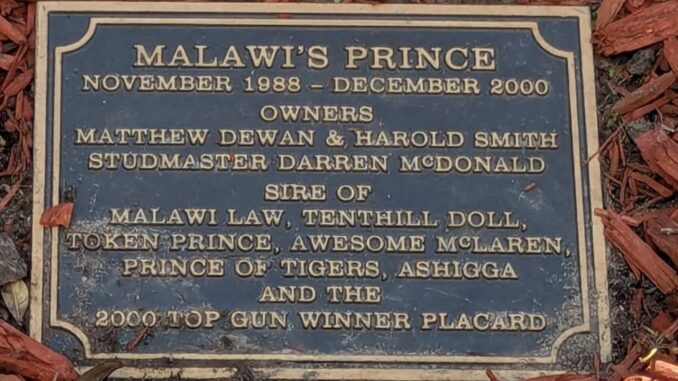 MALAWI'S PRINCE
NOVEMBER 1988 – DECEMBER 2000
OWNERS
MATTHEW DEWAN & HAROLD SMITH
STUDMASTER DARREN McDONALD
SIRE OF
MALAWI LAW, TENTHILL DOLL,
TOKEN PRINCE, AWESOME McLAREN,
PRINCE OF TIGERS, ASHIGGA
AND THE
2000 TOP GUN WINNER PLACARD